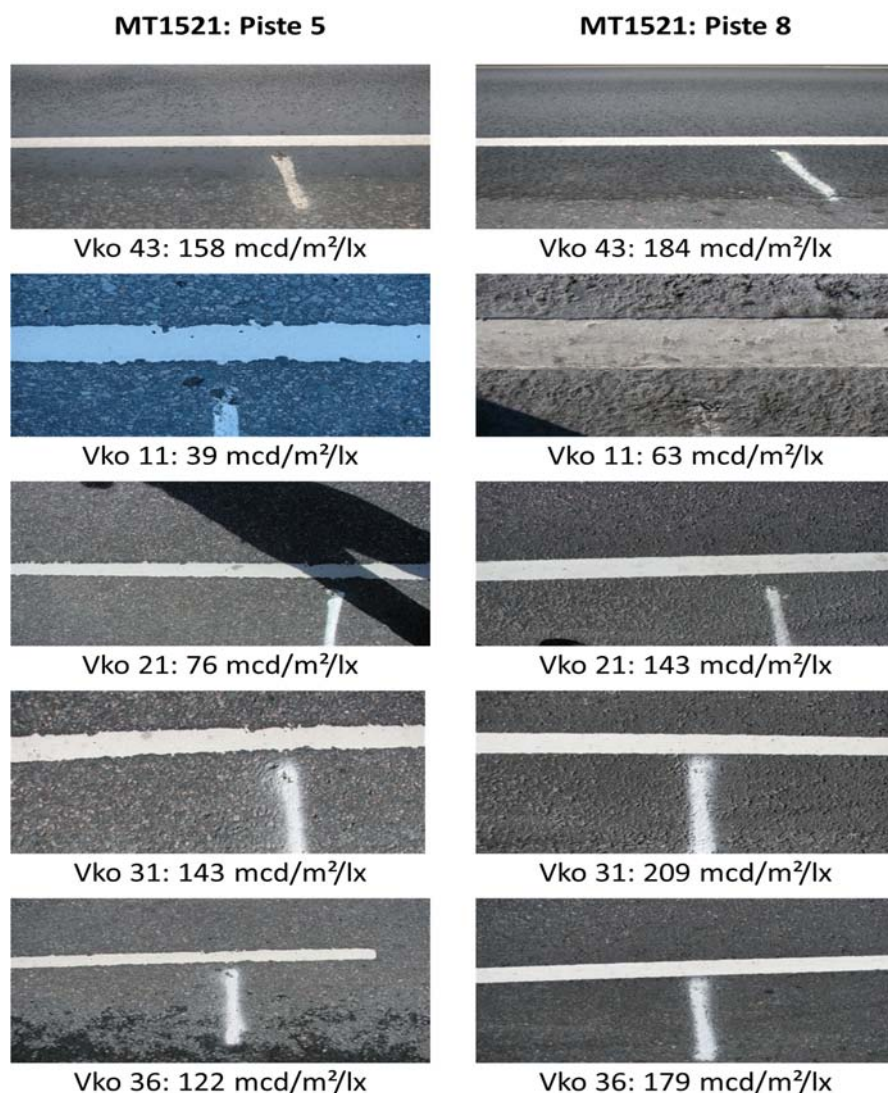 MT1521: Piste 5 MT1521: Piste 8
Vko 43: 158 mcd/m²/lx Vko 43: 184 mcd/m²/lx
Vko 11: 39 mcd/m²/lx Vko 11: 63 mcd/m²/lx
Vko 21: 76 mcd/m²/lx Vko 21: 143 mcd/m²/lx
Vko 31: 143 mcd/m²/lx Vko 31: 209 mcd/m²/lx
Vko 36: 122 mcd/m²/lx Vko 36: 179 mcd/m²/lx